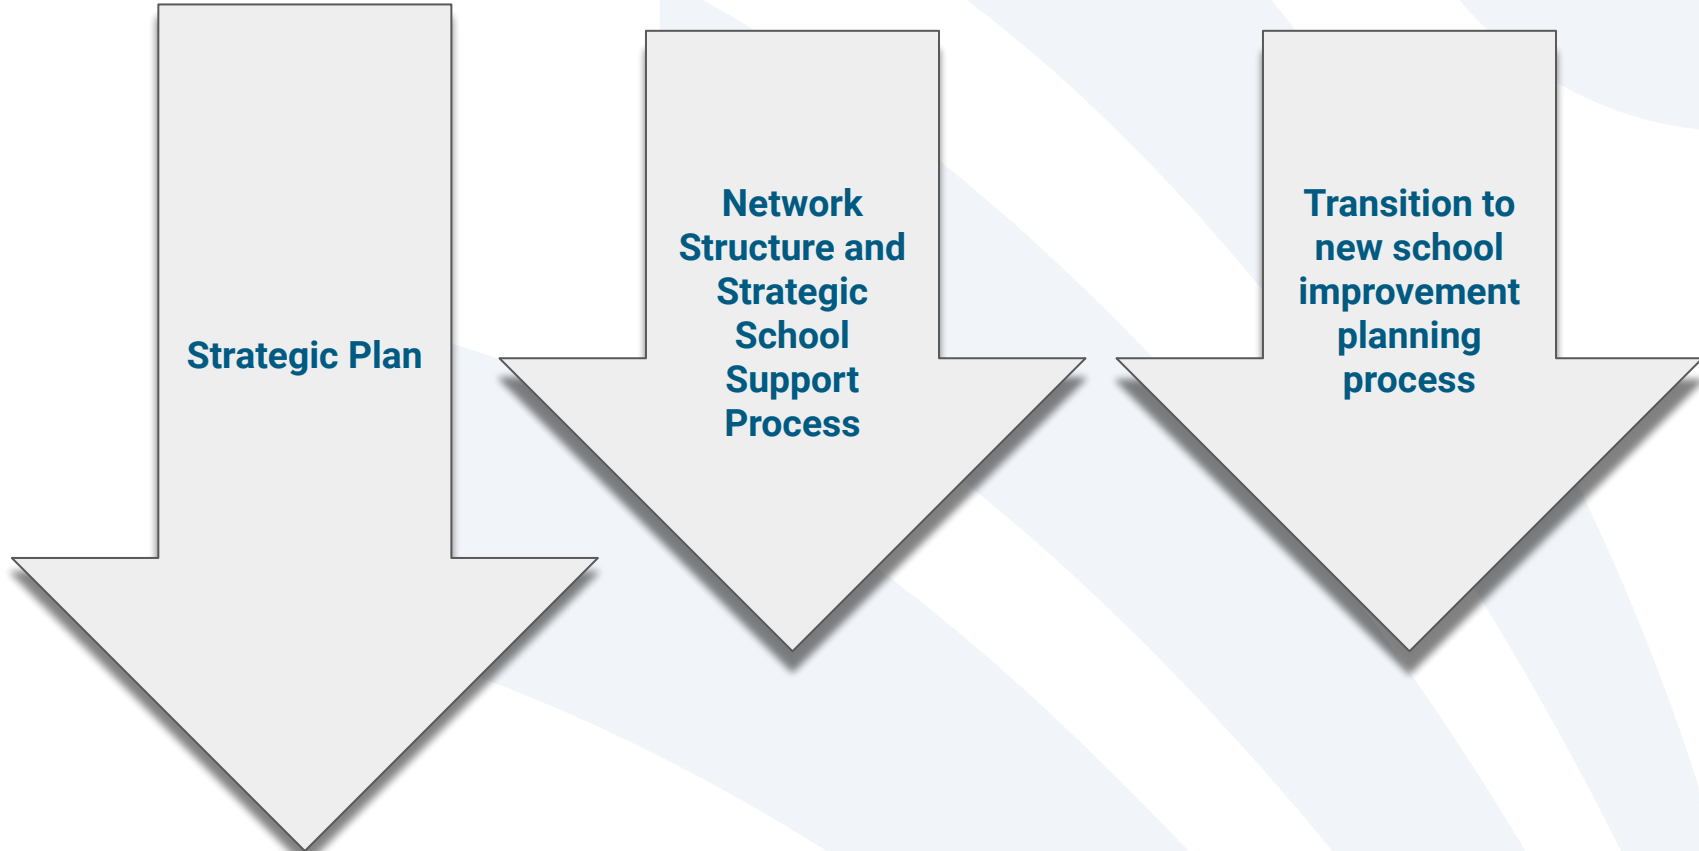 Strategic Plan
Network
Structure and
Strategic
School
Support
Process
Transition to
new school
improvement
planning
process